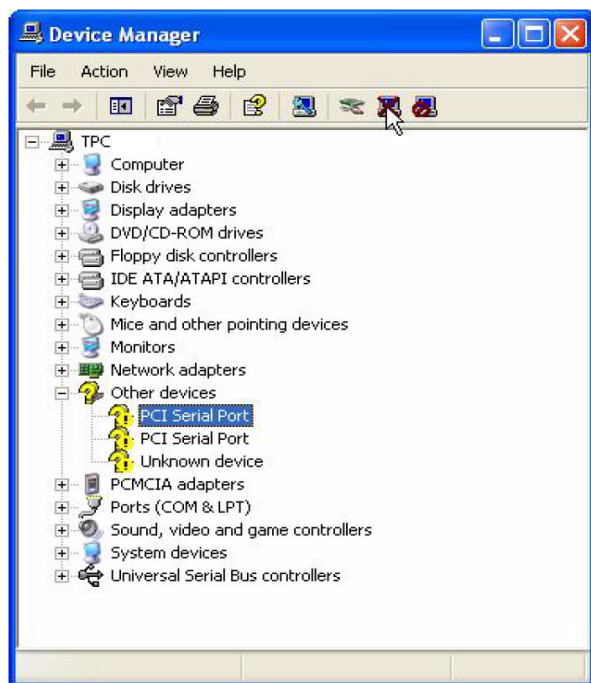 Device Manager
File Action View Help
TPC
Computer
Disk drives
Display adapters
DVD/CD-ROM drives
Floppy disk controllers
IDE ATA/ATAPI controllers
Keyboards
Mice and other pointing devices
Monitors
Network adapters
Other devices
PCI Serial Port
PCI Serial Port
Unknown device
PCMCIA adapters
Ports (COM & LPT)
Sound, video and game controllers
System devices
Universal Serial Bus controllers